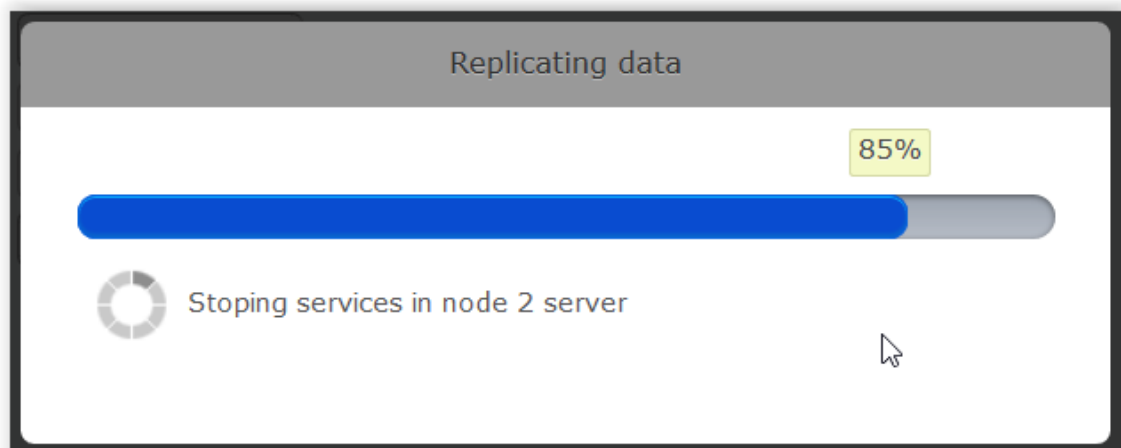 Replicating data
85%
Stoping services in node 2 server